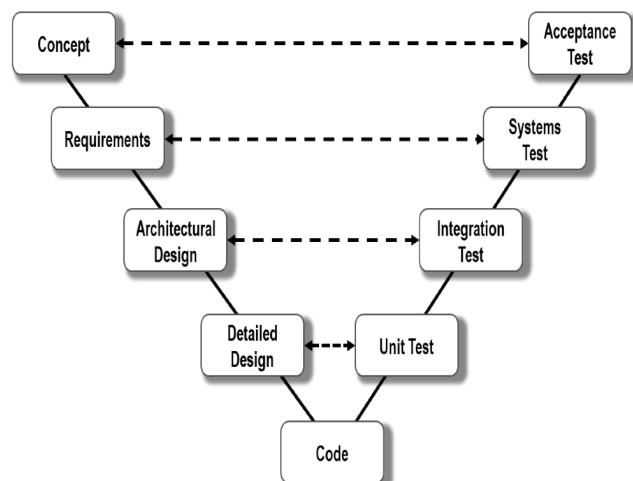 Concept
Acceptance
Test
Requirements
Systems
Test
Architectural
Design
Integration
Test
Detailed
Design
Unit Test
Code